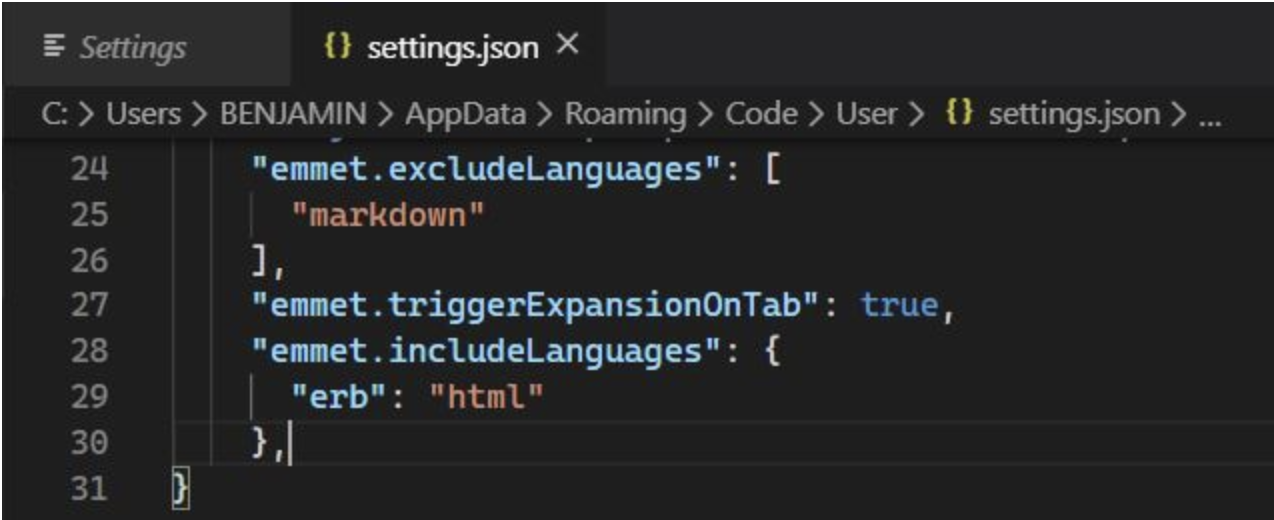 Settings {} settings.json ×
C: > Users > BENJAMIN > AppData > Roaming > Code > User > {} settings.json > ...
24 "emmet.excludeLanguages": [
25 "markdown"
26 ],
27 "emmet.triggerExpansionOnTab": true,
28 "emmet.includeLanguages": {
29 "erb": "html"
30 },
31 }